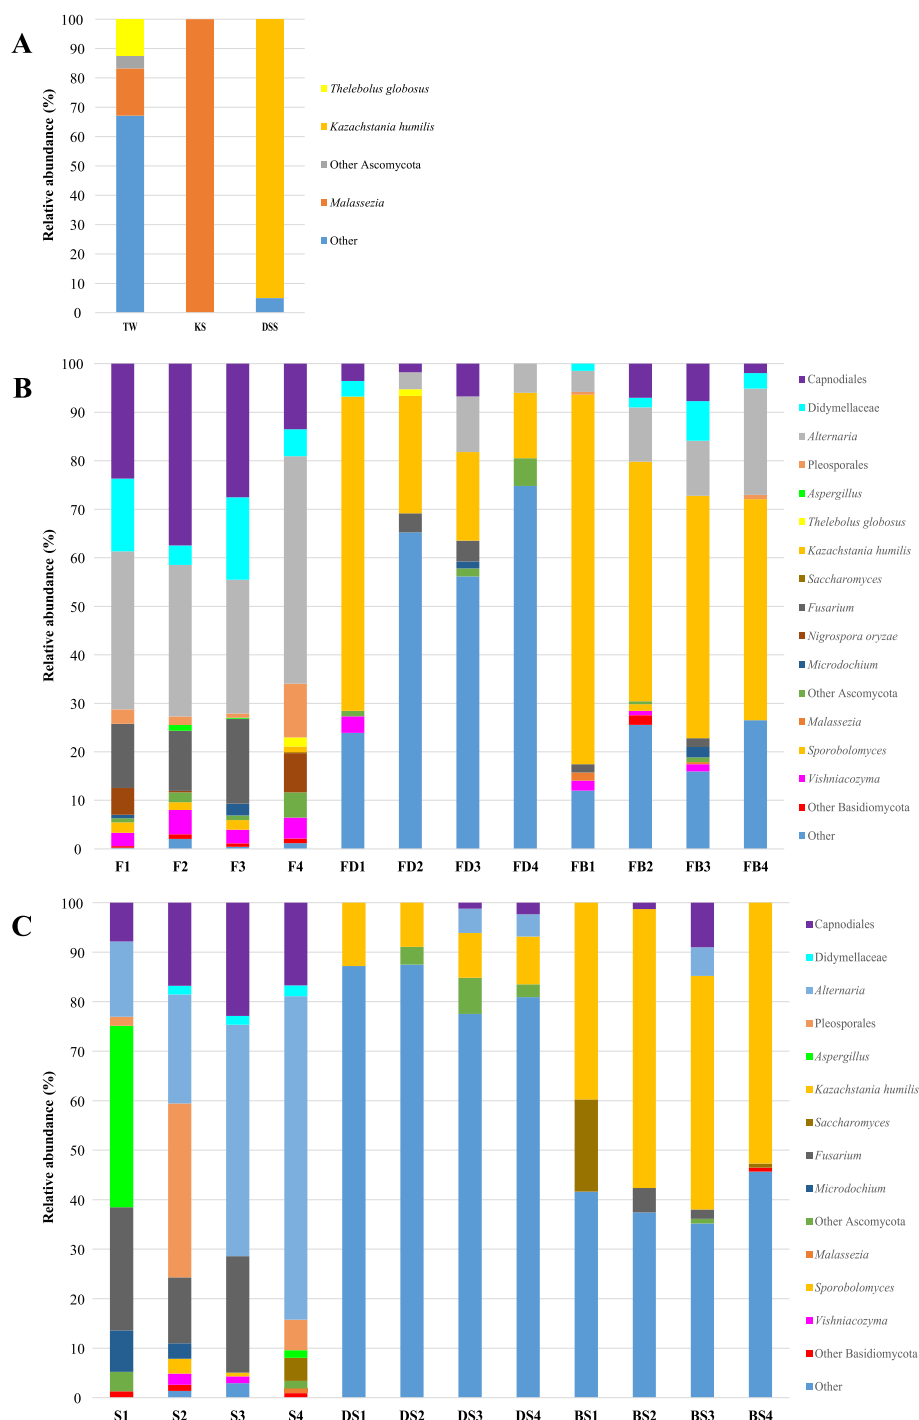 A
Relative abundance (%)
100
90
80
70
60
50
40
30
20
10
0
TW KS DSS
Thelebolus globosus
Kazachstania humilis
Other Ascomycota
Malassezia
Other
B
Relative abundance (%)
100
90
80
70
60
50
40
30
20
10
0
F1 F2 F3 F4 FD1 FD2 FD3 FD4 FB1 FB2 FB3 FB4
Capnodiales
Didymellaceae
Alternaria
Pleosporales
Aspergillus
Thelebolus globosus
Kazachstania humilis
Saccharomyces
Fusarium
Nigrospora oryzae
Microdochium
Other Ascomycota
Malassezia
Sporobolomyces
Vishniacozyma
Other Basidiomycota
Other
C
Relative abundance (%)
100
90
80
70
60
50
40
30
20
10
0
S1 S2 S3 S4 DS1 DS2 DS3 DS4 BS1 BS2 BS3 BS4
Capnodiales
Didymellaceae
Alternaria
Pleosporales
Aspergillus
Kazachstania humilis
Saccharomyces
Fusarium
Microdochium
Other Ascomycota
Malassezia
Sporobolomyces
Vishniacozyma
Other Basidiomycota
Other